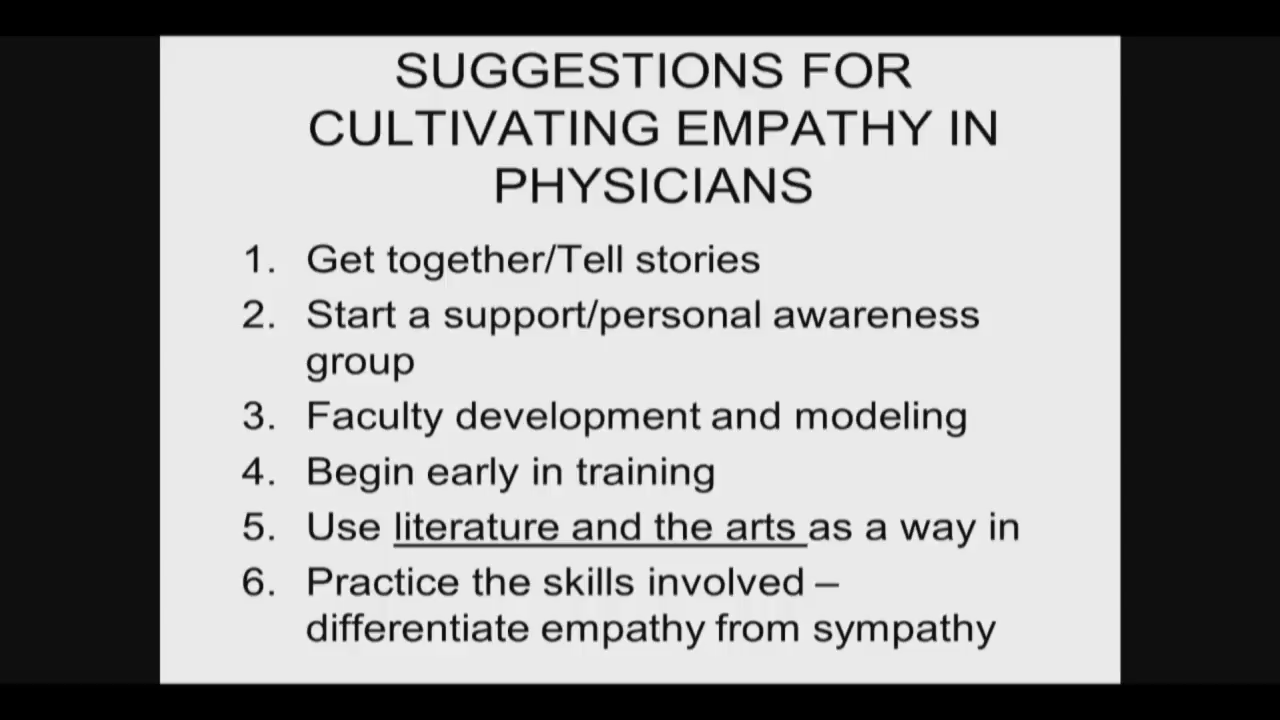 SUGGESTIONS FOR
CULTIVATING EMPATHY IN
PHYSICIANS
1. Get together/Tell stories
2. Start a support/personal awareness
group
3. Faculty development and modeling
4. Begin early in training
5. Use literature and the arts as a way in
6. Practice the skills involved –
differentiate empathy from sympathy